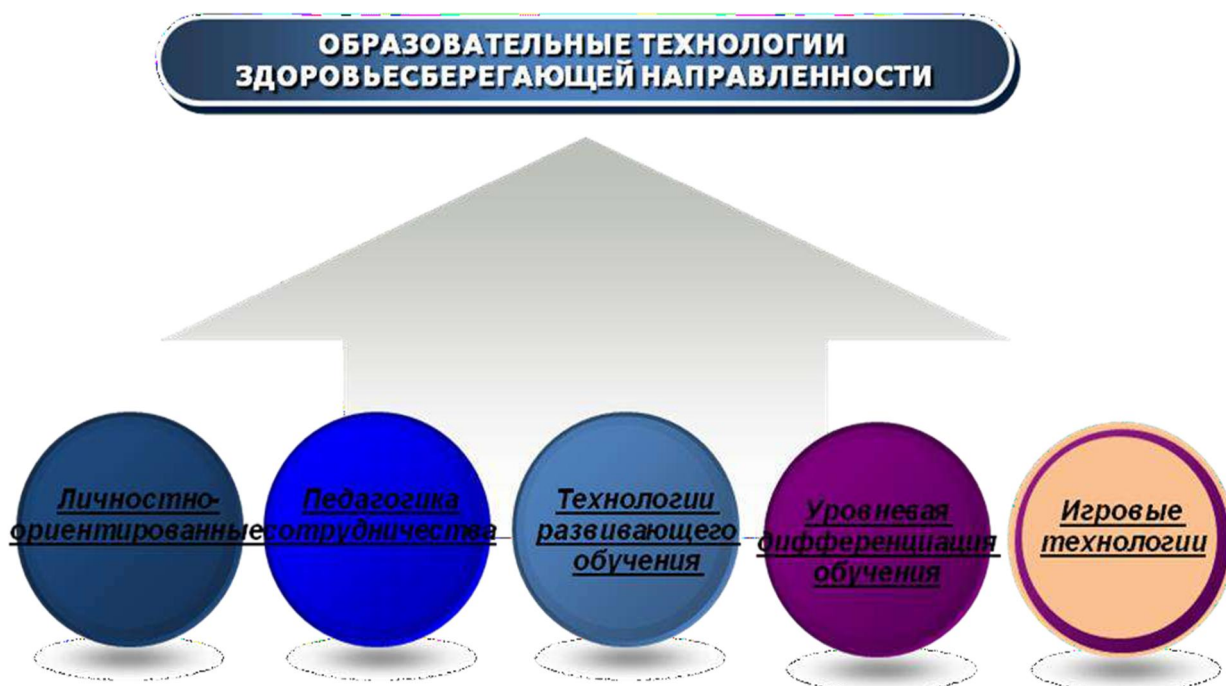 ОБРАЗОВАТЕЛЬНЫЕ ТЕХНОЛОГИИ
ЗДОРОВЬЕСБЕРЕГАЮЩЕЙ НАПРАВЛЕННОСТИ
Личностно-
ориентированные
Педагогика
сотрудничества
Технологии
развивающего
обучения
Уровневая
дифференциация
обучения
Игровые
технологии